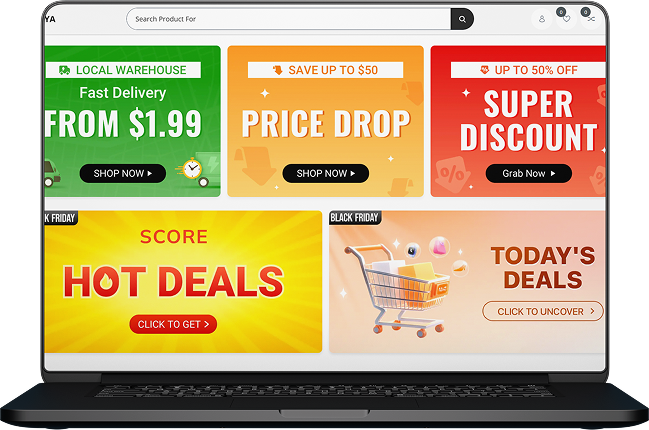 YA
Search Product For
0
0
LOCAL WAREHOUSE
Fast Delivery
FROM $1.99
SHOP NOW
SAVE UP TO $50
PRICE DROP
SHOP NOW
UP TO 50% OFF
SUPER
DISCOUNT
Grab Now
%
K FRIDAY
SCORE
HOT DEALS
CLICK TO GET >
BLACK FRIDAY
TODAY'S
DEALS
CLICK TO UNCOVER >